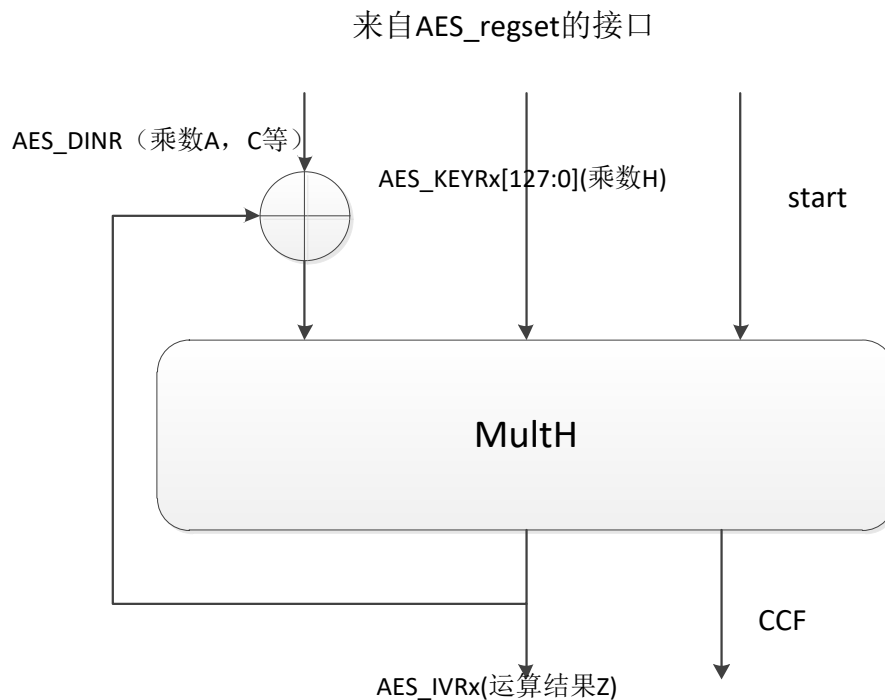 来自AES_regset的接口
AES_DINR（乘数A，C等）
AES_KEYRx[127:0](乘数H)
start
MultH
CCF
AES_IVRx(运算结果Z)